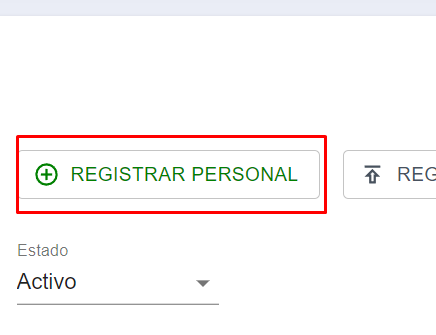 REGISTRAR PERSONAL
REG
Estado
Activo